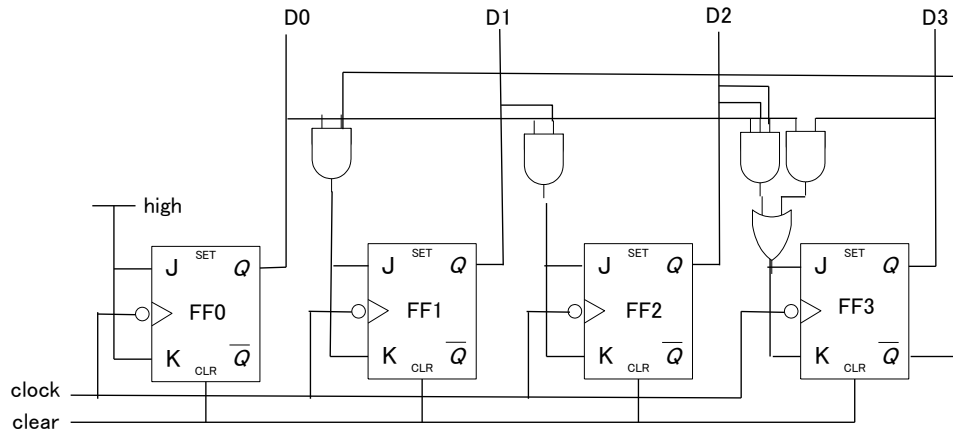 D0 D1 D2 D3
high
SET SET SET SET
J Q J Q J Q J Q
FF0 FF1 FF2 FF3
K Q̅ K Q̅ K Q̅ K Q̅
CLR CLR CLR CLR
clock
clear